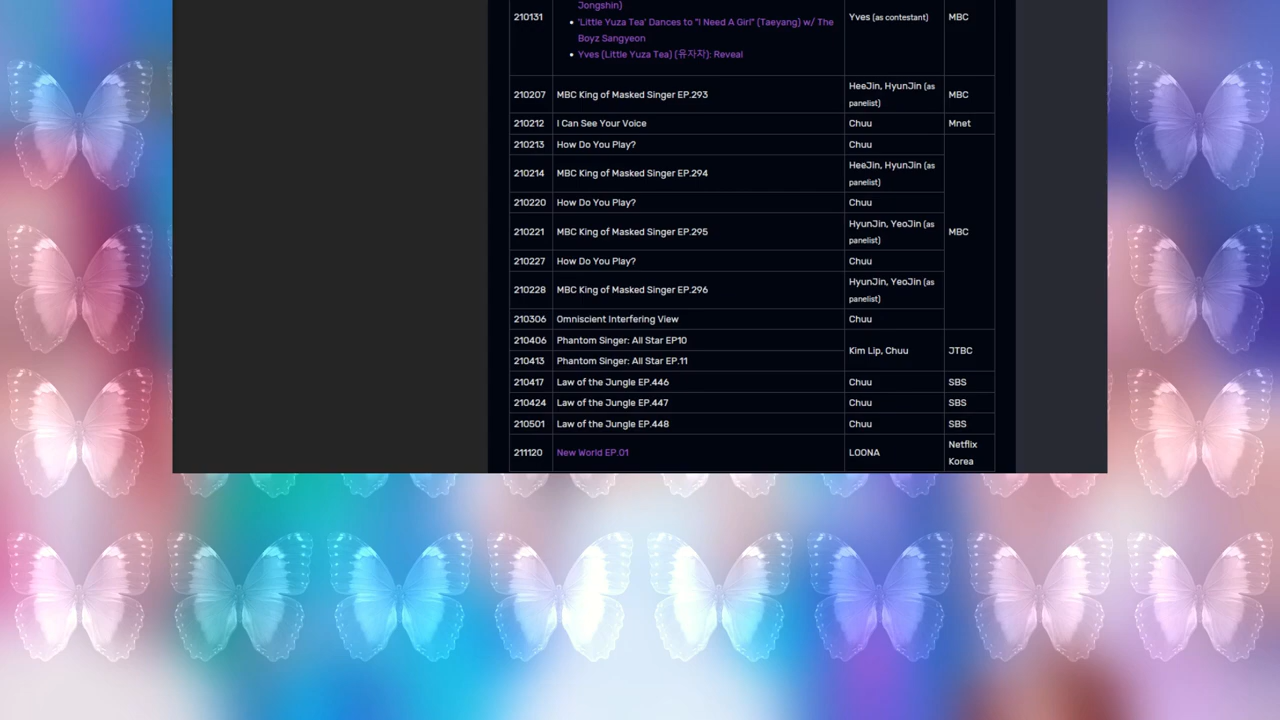 Jongshin)
210131
• 'Little Yuza Tea' Dances to "I Need A Girl" (Taeyang) w/ The
Boyz Sangyeon
• Yves (Little Yuza Tea) (유자차): Reveal
Yves (as contestant)
MBC
210207 MBC King of Masked Singer EP.293 HeeJin, HyunJin (as
panelist)
MBC
210212 I Can See Your Voice Chuu Mnet
210213 How Do You Play? Chuu
210214 MBC King of Masked Singer EP.294 HeeJin, HyunJin (as
panelist)
210220 How Do You Play? Chuu
210221 MBC King of Masked Singer EP.295 HyunJin, YeoJin (as
panelist)
MBC
210227 How Do You Play? Chuu
210228 MBC King of Masked Singer EP.296 HyunJin, YeoJin (as
panelist)
210306 Omniscient Interfering View Chuu
210406 Phantom Singer: All Star EP10
Kim Lip, Chuu JTBC
210413 Phantom Singer: All Star EP.11
210417 Law of the Jungle EP.446 Chuu SBS
210424 Law of the Jungle EP.447 Chuu SBS
210501 Law of the Jungle EP.448 Chuu SBS
211120 New World EP.01 LOONA Netflix
Korea